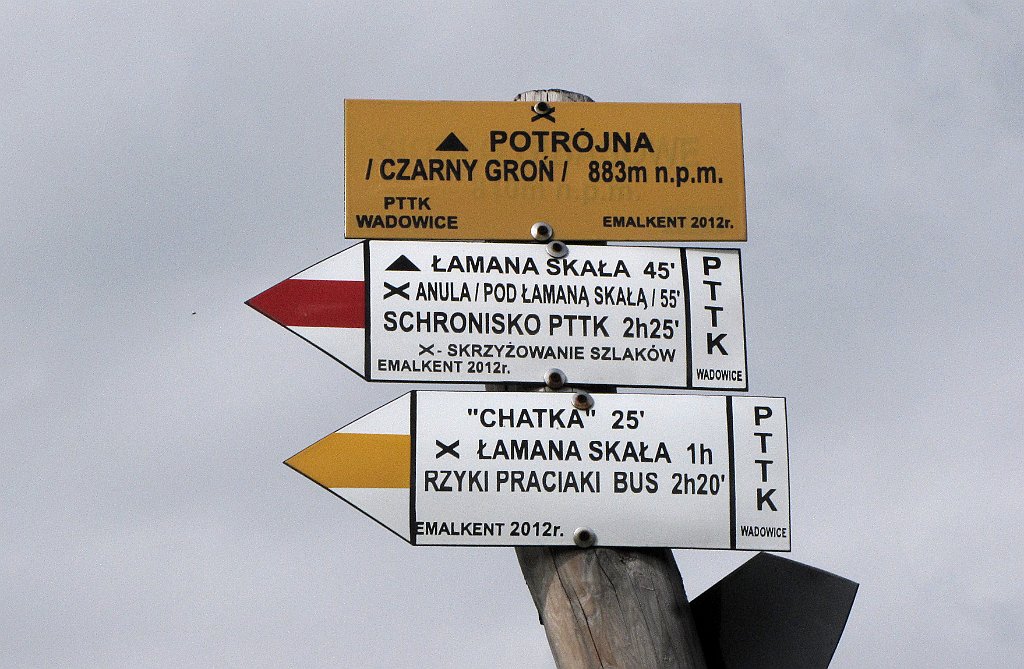 POTRÓJNA
/ CZARNY GROŃ / 883m n.p.m.
PTTK
WADOWICE
EMALKENT 2012r.
ŁAMANA SKAŁA 45'
ANULA / POD ŁAMANĄ SKAŁĄ / 55'
SCHRONISKO PTTK 2h25'
X - SKRZYŻOWANIE SZLAKÓW
EMALKENT 2012r.
PTTK
WADOWICE
"CHATKA" 25'
ŁAMANA SKAŁA 1h
RZYKI PRACIAKI BUS 2h20'
EMALKENT 2012r.
PTTK
WADOWICE